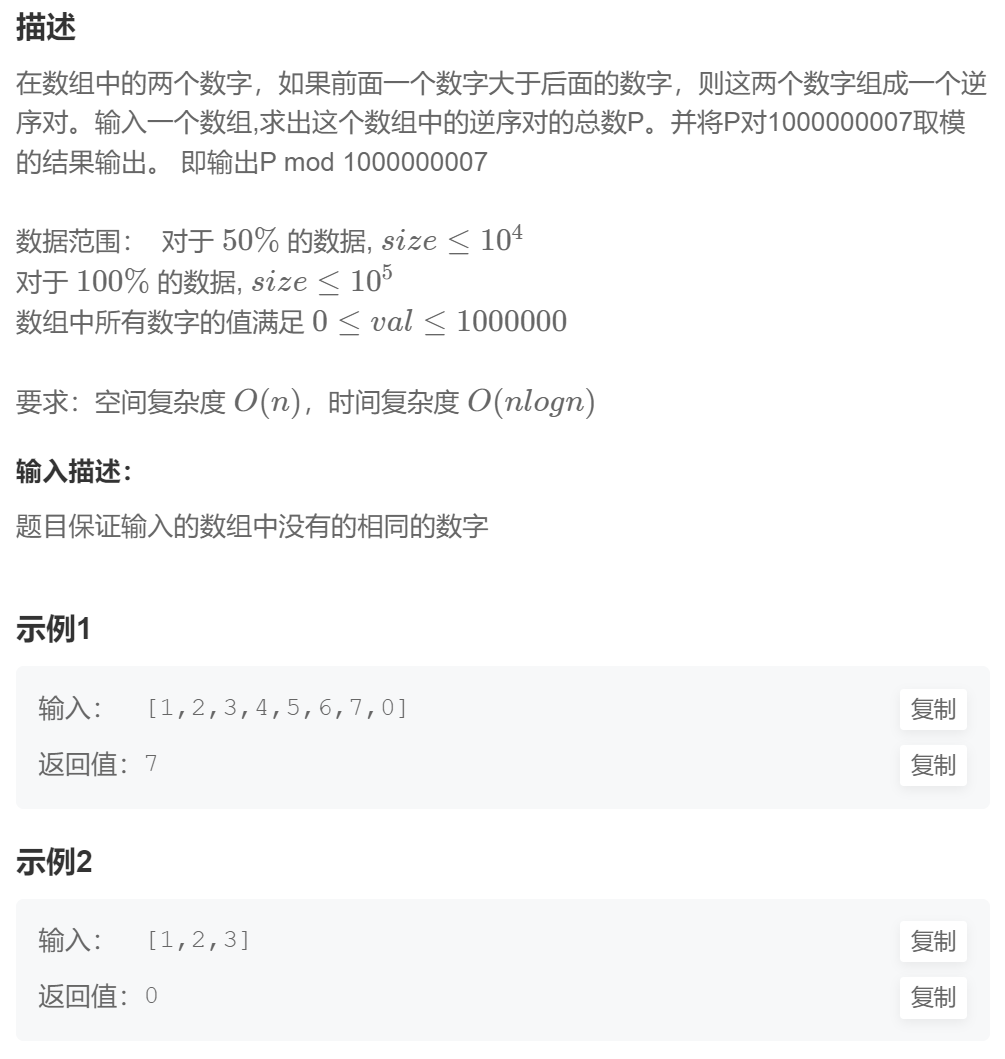 描述
在数组中的两个数字，如果前面一个数字大于后面的数字，则这两个数字组成一个逆
序对。输入一个数组,求出这个数组中的逆序对的总数P。并将P对1000000007取模
的结果输出。 即输出P mod 1000000007
数据范围： 对于 50% 的数据, size ≤ 10^4
对于 100% 的数据, size ≤ 10^5
数组中所有数字的值满足 0 ≤ val ≤ 1000000
要求：空间复杂度 O(n)，时间复杂度 O(nlogn)
输入描述：
题目保证输入的数组中没有的相同的数字
示例1
输入： [1,2,3,4,5,6,7,0] 复制
返回值：7 复制
示例2
输入： [1,2,3] 复制
返回值：0 复制